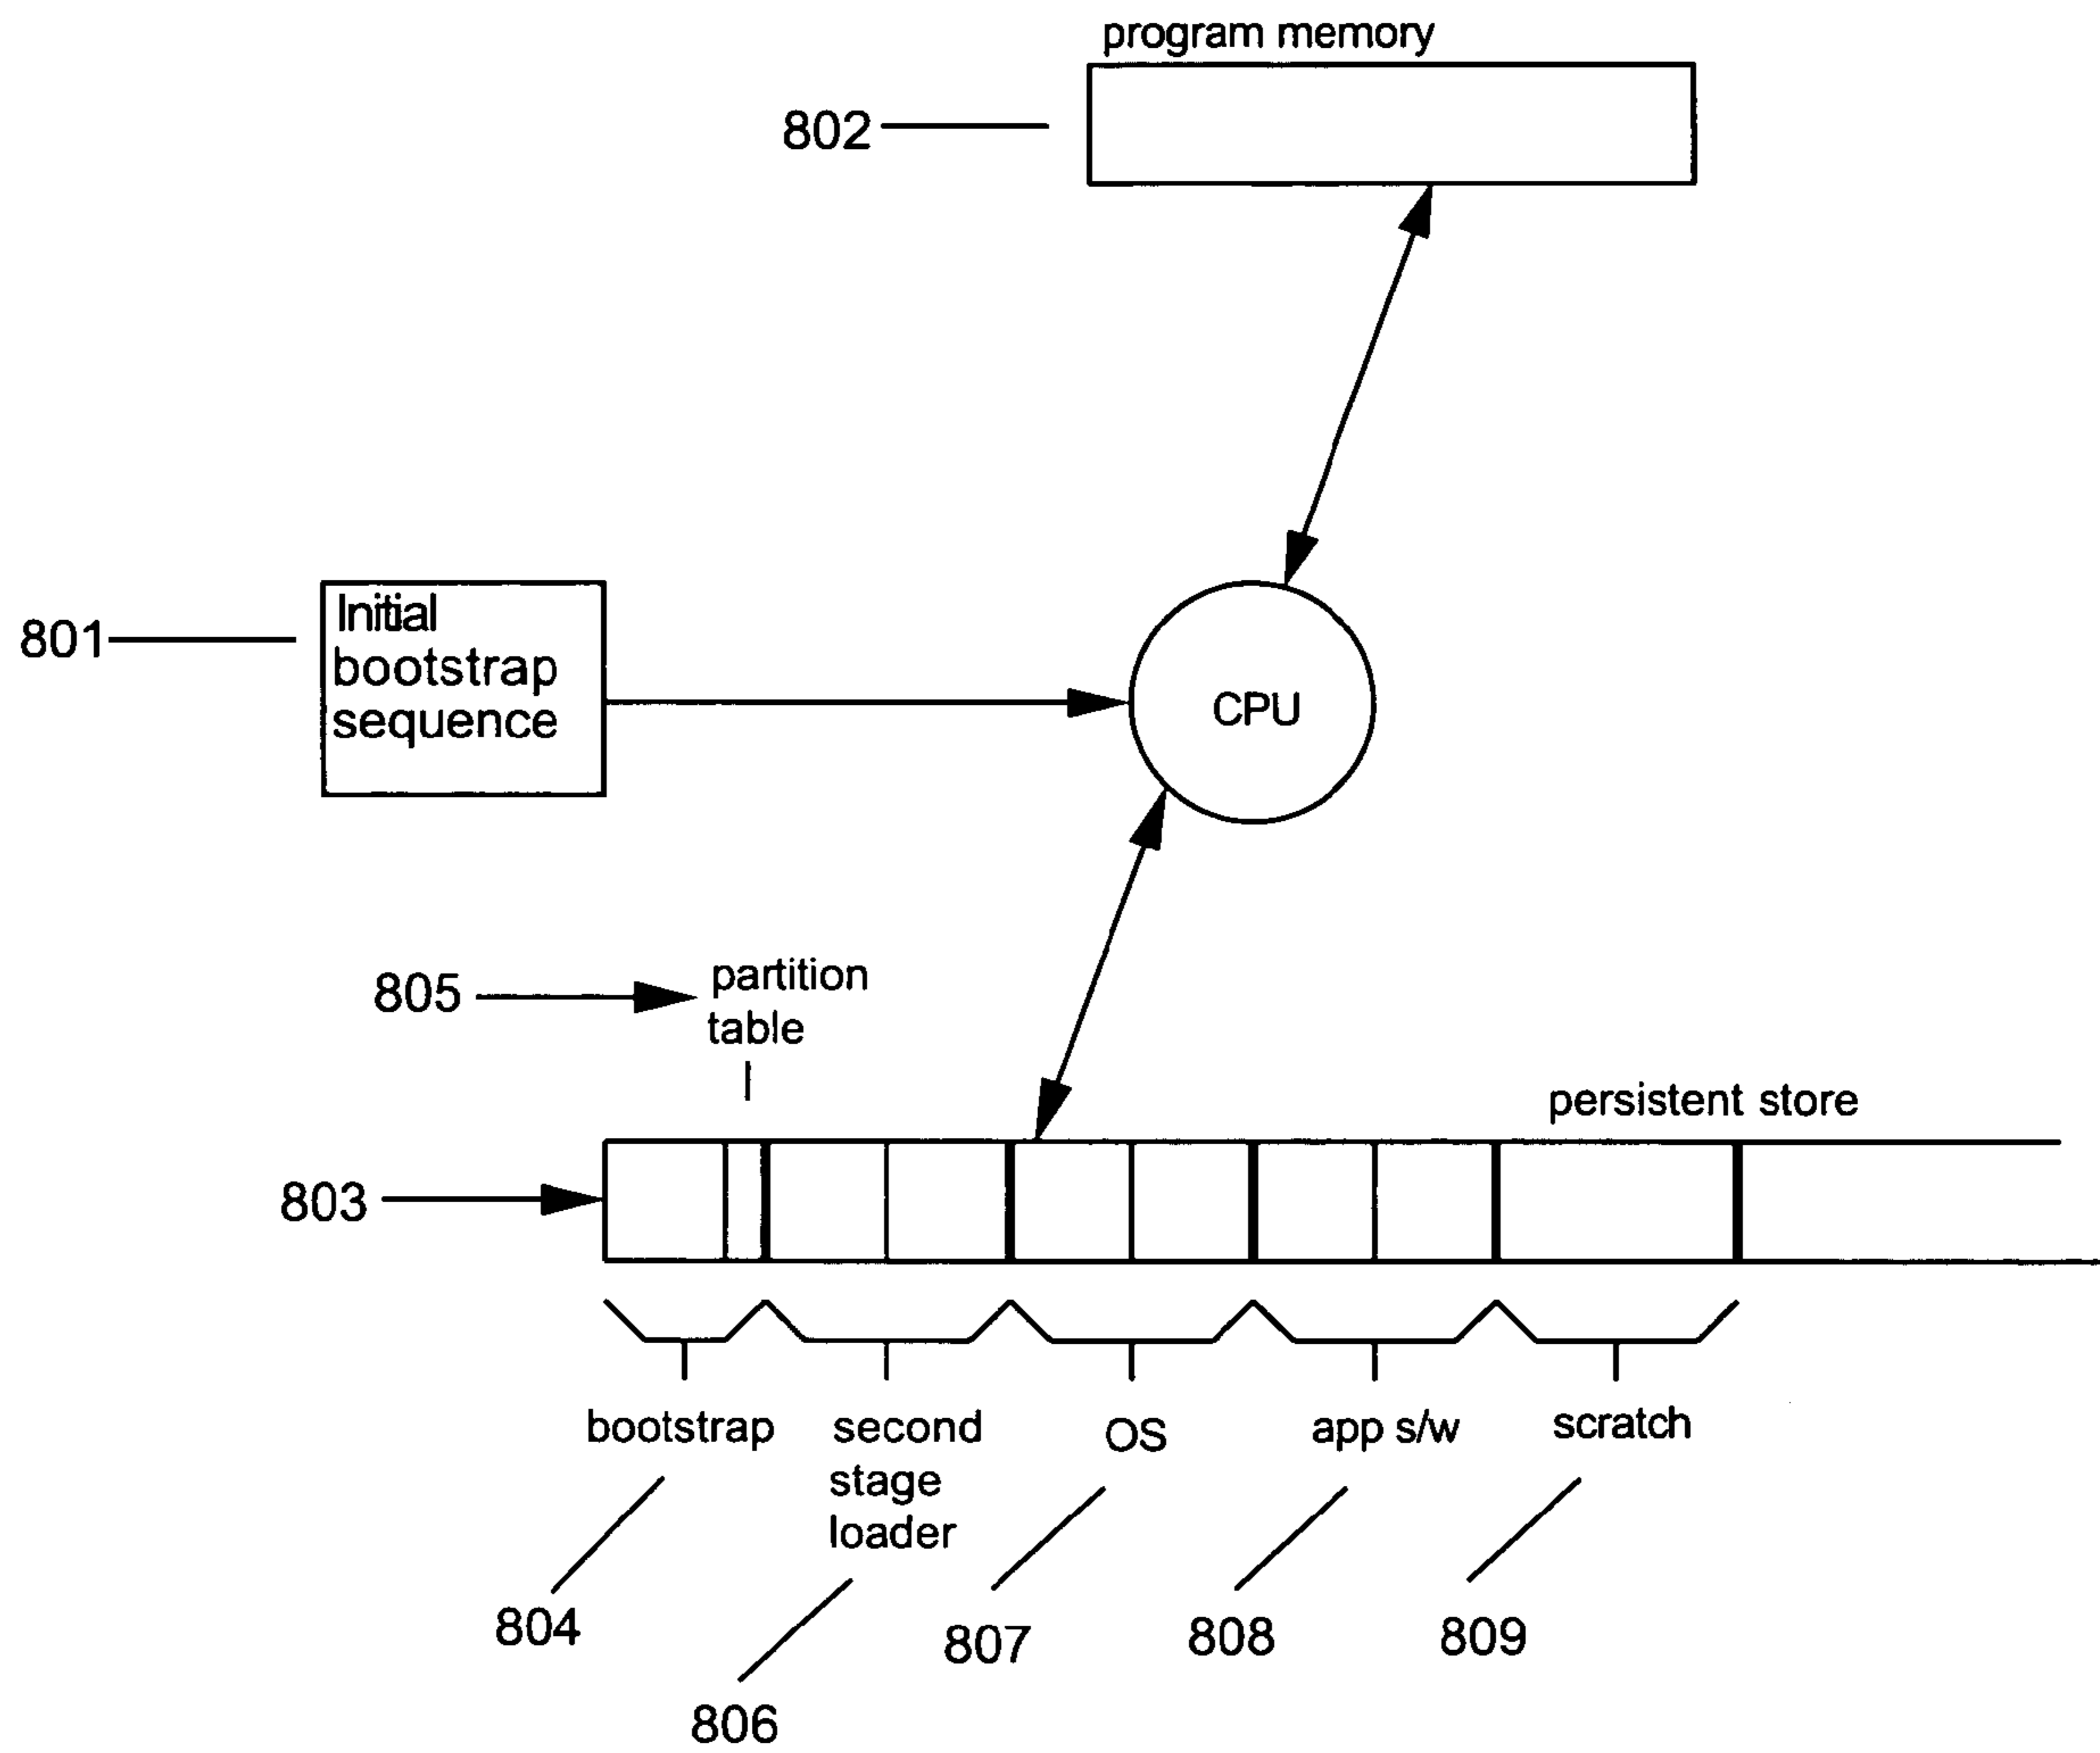 program memory
802
801
Initial
bootstrap
sequence
CPU
805
partition
table
persistent store
803
bootstrap
second
stage
loader
OS
app s/w
scratch
804
806
807
808
809